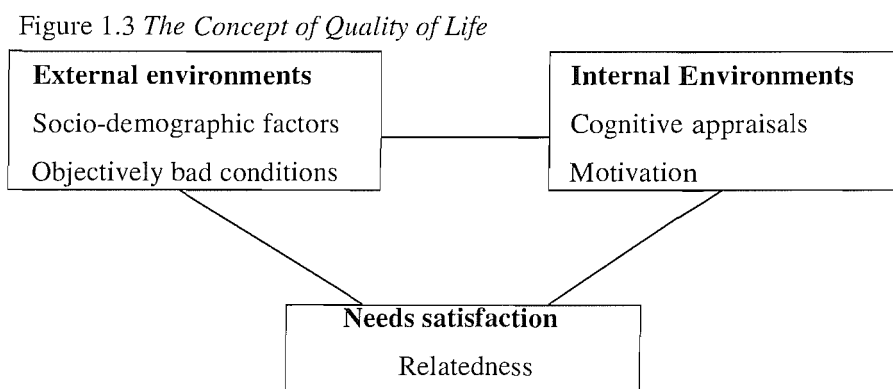 Figure 1.3 The Concept of Quality of Life
External environments
Socio-demographic factors
Objectively bad conditions
Internal Environments
Cognitive appraisals
Motivation
Needs satisfaction
Relatedness